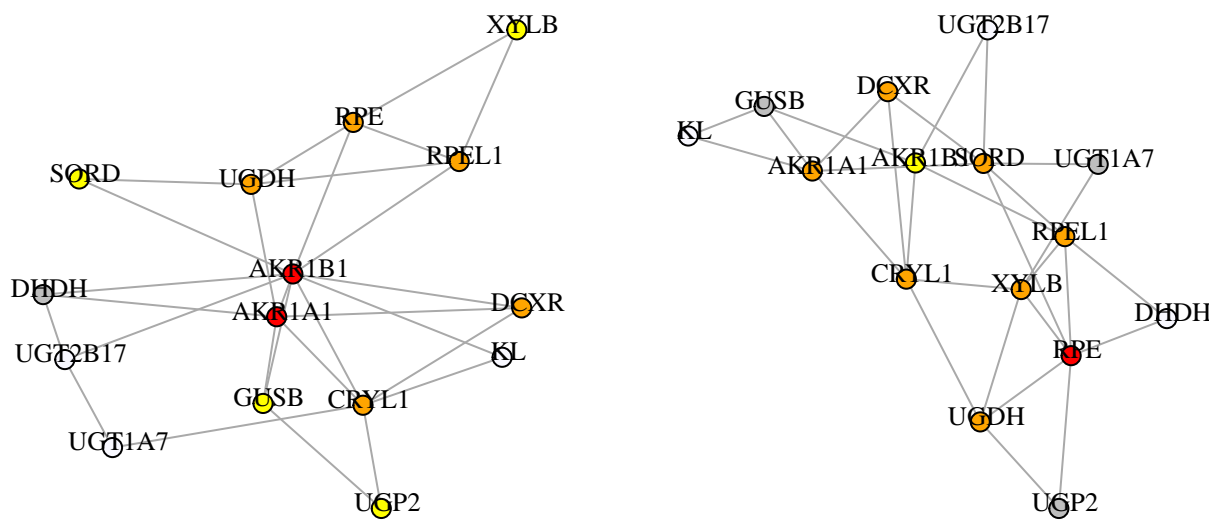 XYLB
RPE
RPEL1
SORD
UGDH
AKR1B1
DHDH
AKR1A1
DCXR
UGT2B17
KL
GUSB
CRYL1
UGT1A7
UGP2
UGT2B17
DCXR
GUSB
KL
AKR1A1
AKR1B1
SORD
UGT1A7
RPEL1
CRYL1
XYLB
DHDH
RPE
UGDH
UGP2